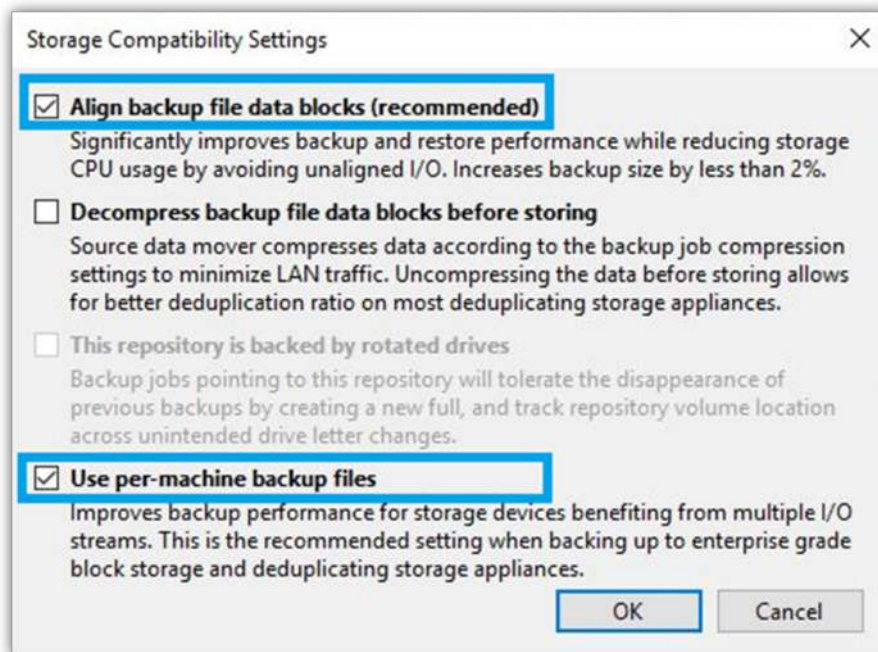 Storage Compatibility Settings
Align backup file data blocks (recommended)
Significantly improves backup and restore performance while reducing storage
CPU usage by avoiding unaligned I/O. Increases backup size by less than 2%.
Decompress backup file data blocks before storing
Source data mover compresses data according to the backup job compression
settings to minimize LAN traffic. Uncompressing the data before storing allows
for better deduplication ratio on most deduplicating storage appliances.
This repository is backed by rotated drives
Backup jobs pointing to this repository will tolerate the disappearance of
previous backups by creating a new full, and track repository volume location
across unintended drive letter changes.
Use per-machine backup files
Improves backup performance for storage devices benefiting from multiple I/O
streams. This is the recommended setting when backing up to enterprise grade
block storage and deduplicating storage appliances.
OK
Cancel